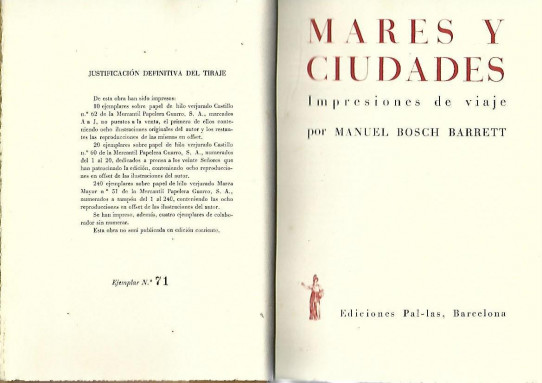 JUSTIFICACIÓN DEFINITIVA DEL TIRAJE
De esta obra han sido impresos:
10 ejemplares sobre papel de hilo verjurado Castillo
n.º 62 de la Mercantil Papelera Guarro, S. A., marcados
A a J, no puestos a la venta, el primero de ellos conte-
niendo ocho ilustraciones originales del autor y los restan-
tes las reproducciones de las mismas en offset.
20 ejemplares sobre papel de hilo verjurado Castillo
n.º 60 de la Mercantil Papelera Guarro, S. A., numerados
del 1 al 20, dedicados a prensa a los veinte Señores que
han patrocinado la edición, conteniendo ocho reproduccio-
nes en offset de las ilustraciones del autor.
240 ejemplares sobre papel de hilo verjurado Marca
Mayor n.º 51 de la Mercantil Papelera Guarro, S. A.,
numerados a tampón del 1 al 240, conteniendo las ocho
reproducciones en offset de las ilustraciones del autor.
Se han impreso, además, cuatro ejemplares de colabo-
rador sin numerar.
Esta obra no será publicada en edición corriente.
Ejemplar N.º 71
MARES Y
CIUDADES
Impresiones de viaje
por MANUEL BOSCH BARRETT
Ediciones Pal-las, Barcelona